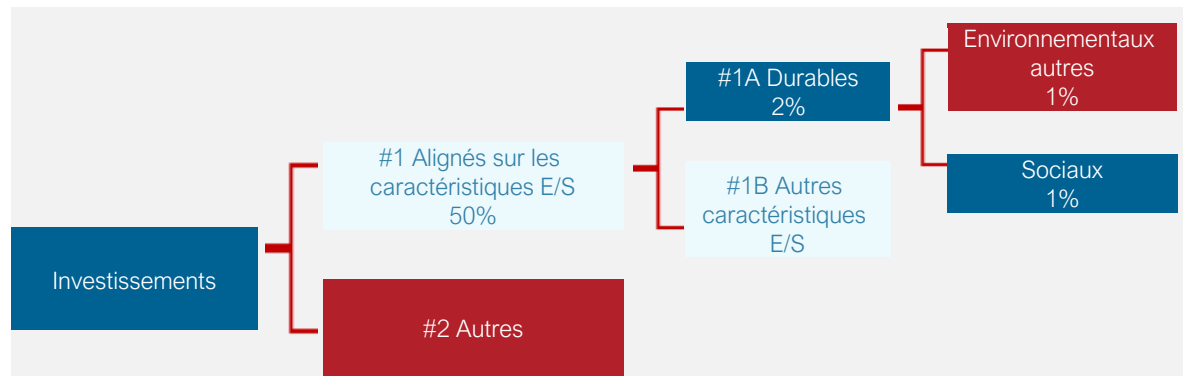 Investissements
#1 Alignés sur les
caractéristiques E/S
50%
#2 Autres
#1A Durables
2%
#1B Autres
caractéristiques
E/S
Environnementaux
autres
1%
Sociaux
1%